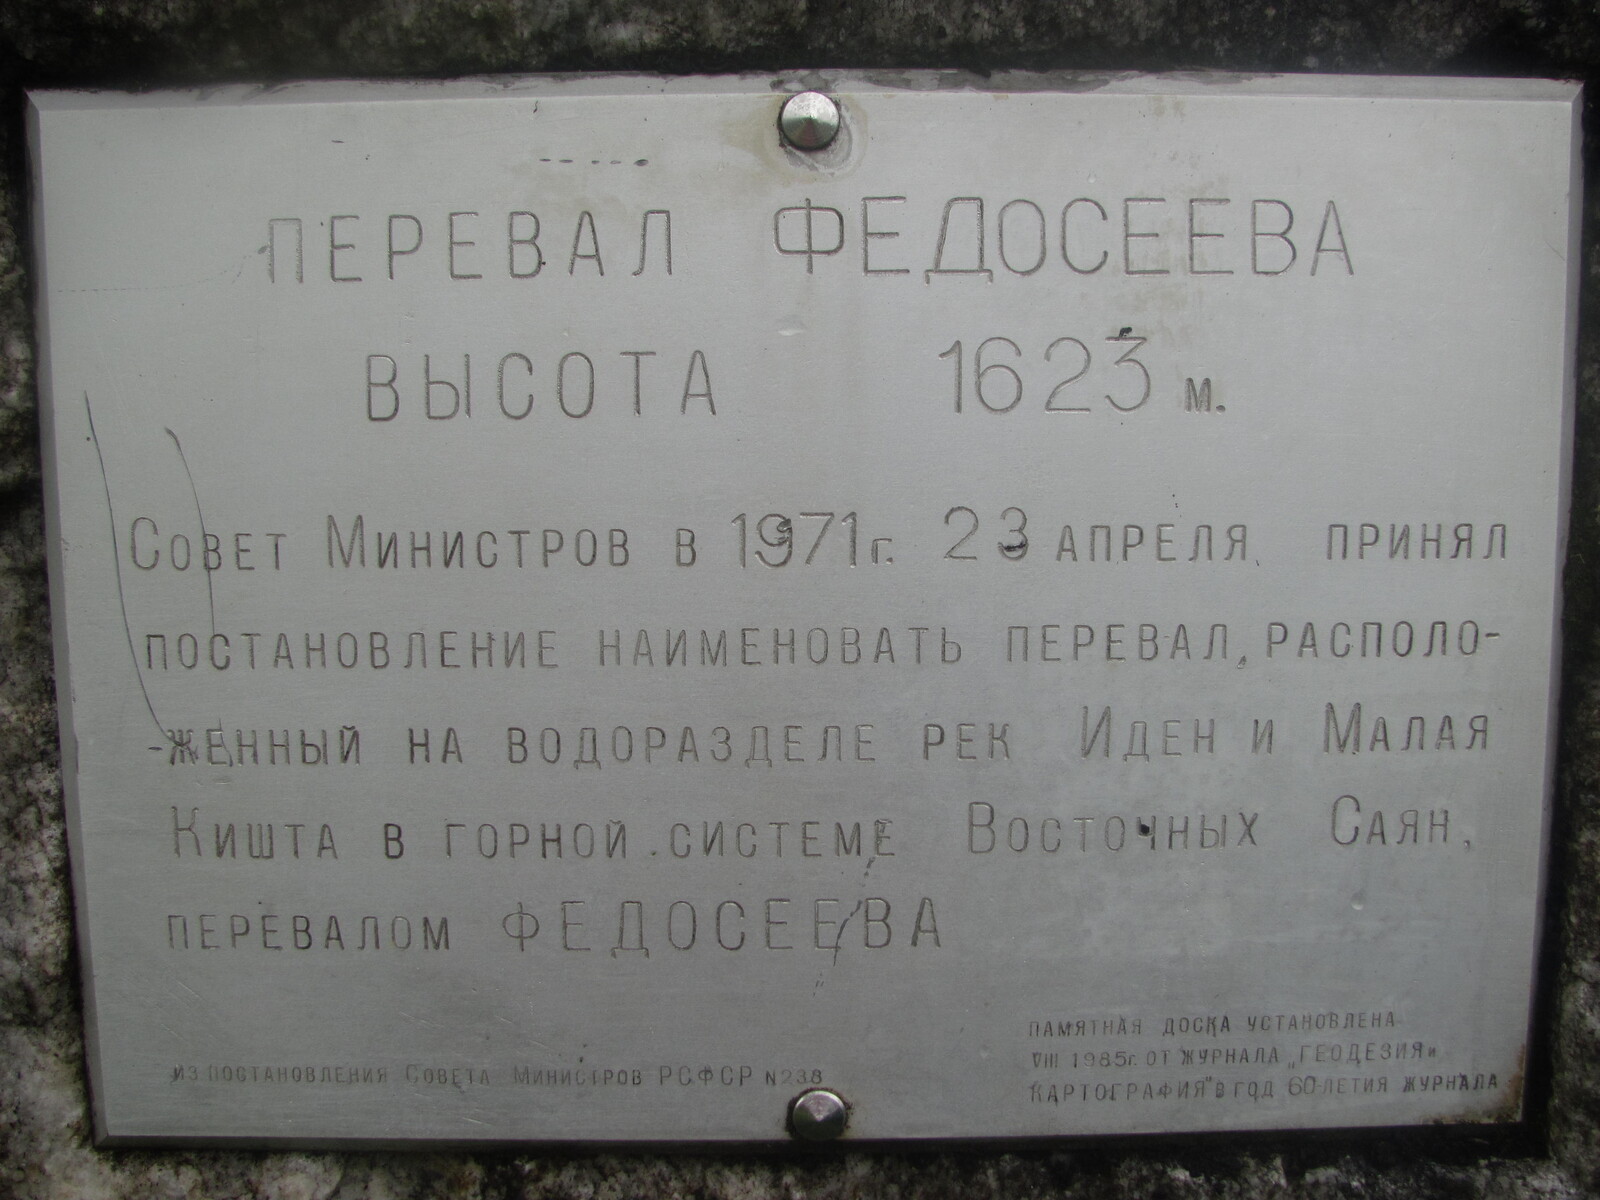 ПЕРЕВАЛ ФЕДОСЕЕВА
ВЫСОТА 1623 м.
Совет Министров в 1971г. 23 апреля принял
постановление наименовать перевал, располо-
-женный на водоразделе рек Иден и Малая
Кишта в горной системе Восточных Саян,
перевалом ФЕДОСЕЕВА
из постановления Совета Министров РСФСР N238
памятная доска установлена
VIII 1985г. от журнала „Геодезия и
картография" в год 60-летия журнала